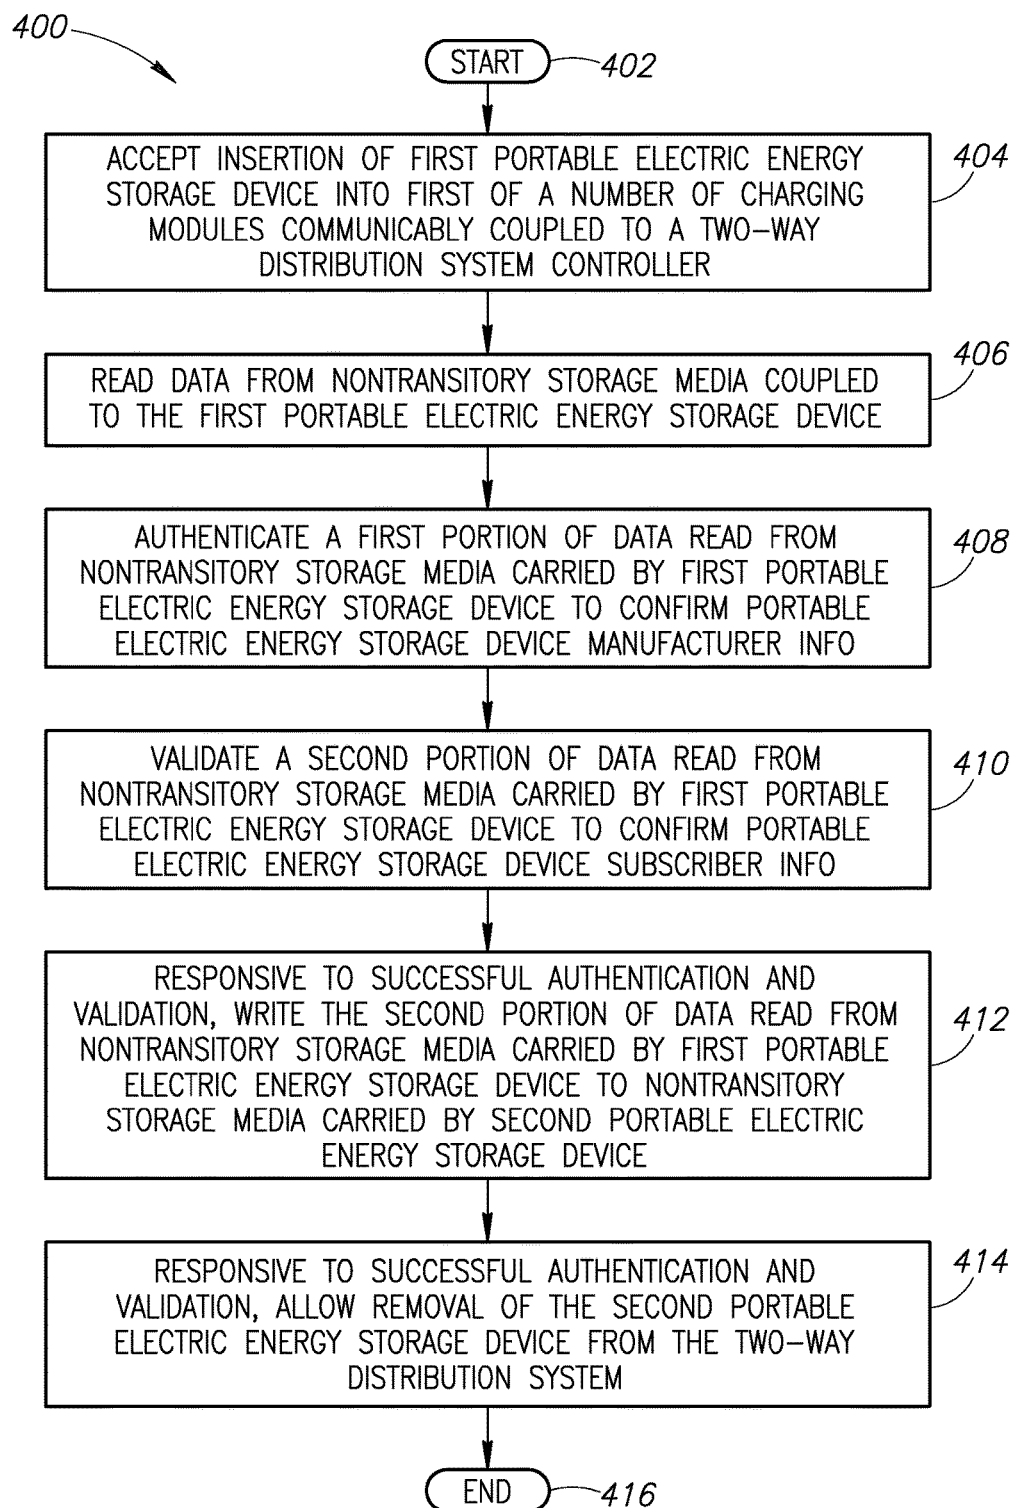 400
START
402
ACCEPT INSERTION OF FIRST PORTABLE ELECTRIC ENERGY
STORAGE DEVICE INTO FIRST OF A NUMBER OF CHARGING
MODULES COMMUNICABLY COUPLED TO A TWO-WAY
DISTRIBUTION SYSTEM CONTROLLER
404
READ DATA FROM NONTRANSITORY STORAGE MEDIA COUPLED
TO THE FIRST PORTABLE ELECTRIC ENERGY STORAGE DEVICE
406
AUTHENTICATE A FIRST PORTION OF DATA READ FROM
NONTRANSITORY STORAGE MEDIA CARRIED BY FIRST PORTABLE
ELECTRIC ENERGY STORAGE DEVICE TO CONFIRM PORTABLE
ELECTRIC ENERGY STORAGE DEVICE MANUFACTURER INFO
408
VALIDATE A SECOND PORTION OF DATA READ FROM
NONTRANSITORY STORAGE MEDIA CARRIED BY FIRST PORTABLE
ELECTRIC ENERGY STORAGE DEVICE TO CONFIRM PORTABLE
ELECTRIC ENERGY STORAGE DEVICE SUBSCRIBER INFO
410
RESPONSIVE TO SUCCESSFUL AUTHENTICATION AND
VALIDATION, WRITE THE SECOND PORTION OF DATA READ FROM
NONTRANSITORY STORAGE MEDIA CARRIED BY FIRST PORTABLE
ELECTRIC ENERGY STORAGE DEVICE TO NONTRANSITORY
STORAGE MEDIA CARRIED BY SECOND PORTABLE ELECTRIC
ENERGY STORAGE DEVICE
412
RESPONSIVE TO SUCCESSFUL AUTHENTICATION AND
VALIDATION, ALLOW REMOVAL OF THE SECOND PORTABLE
ELECTRIC ENERGY STORAGE DEVICE FROM THE TWO-WAY
DISTRIBUTION SYSTEM
414
END
416